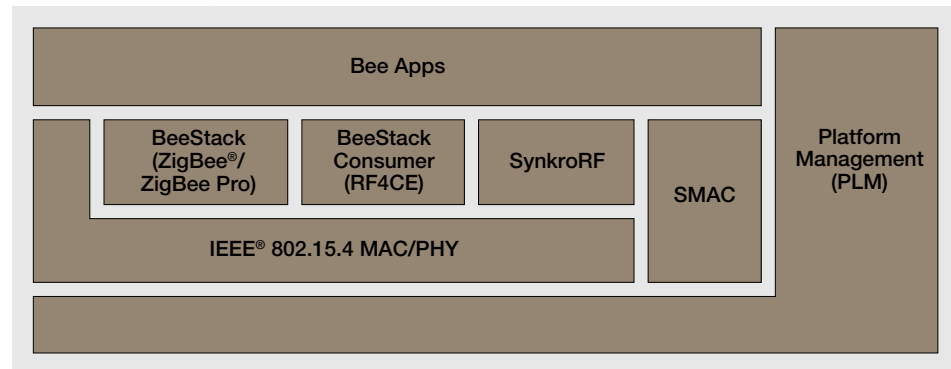 Bee Apps
BeeStack
(ZigBee®/
ZigBee Pro)
BeeStack
Consumer
(RF4CE)
SynkroRF
SMAC
Platform
Management
(PLM)
IEEE® 802.15.4 MAC/PHY